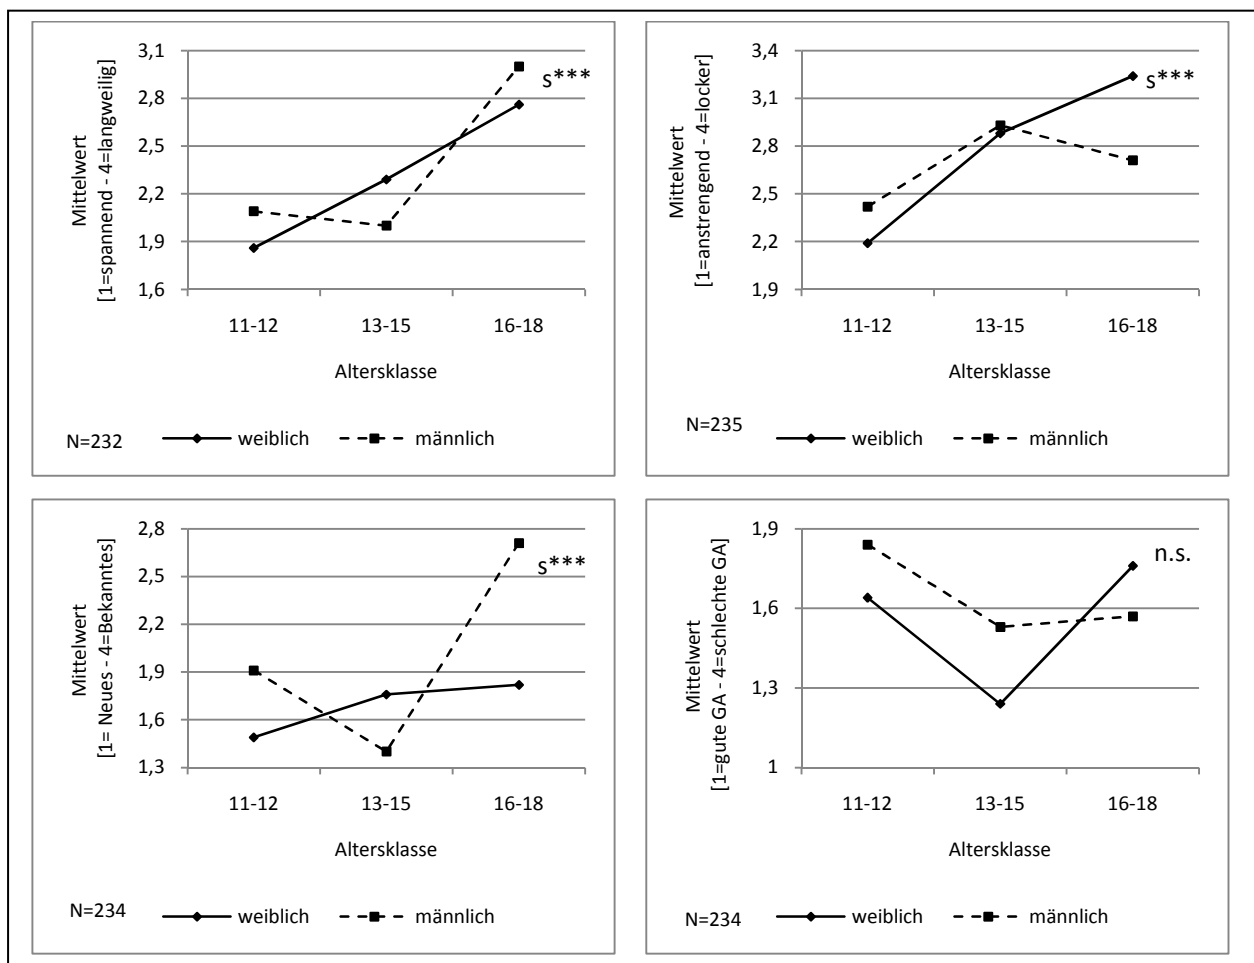 Mittelwert
[1=spannend - 4=langweilig]
3,1
2,8
2,5
2,2
1,9
1,6
s***
11-12 13-15 16-18
Altersklasse
N=232 weiblich männlich
Mittelwert
[1=anstrengend - 4=locker]
3,4
3,1
2,8
2,5
2,2
1,9
s***
11-12 13-15 16-18
Altersklasse
N=235 weiblich männlich
Mittelwert
[1= Neues - 4=Bekanntes]
2,8
2,5
2,2
1,9
1,6
1,3
s***
11-12 13-15 16-18
Altersklasse
N=234 weiblich männlich
Mittelwert
[1=gute GA - 4=schlechte GA]
1,9
1,6
1,3
1
n.s.
11-12 13-15 16-18
Altersklasse
N=234 weiblich männlich